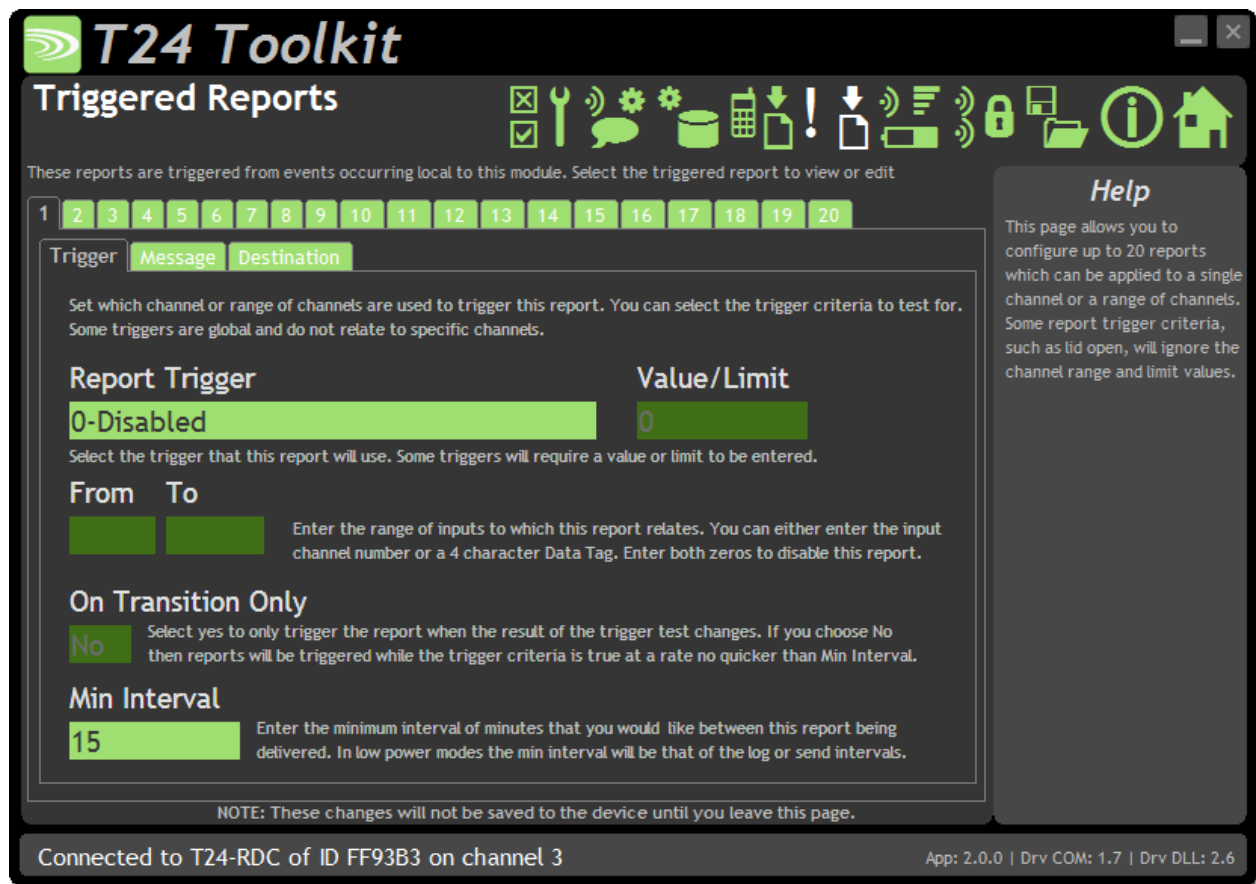 T24 Toolkit
Triggered Reports
These reports are triggered from events occurring local to this module. Select the triggered report to view or edit
1 2 3 4 5 6 7 8 9 10 11 12 13 14 15 16 17 18 19 20
Trigger Message Destination
Set which channel or range of channels are used to trigger this report. You can select the trigger criteria to test for.
Some triggers are global and do not relate to specific channels.
Report Trigger Value/Limit
0-Disabled 0
Select the trigger that this report will use. Some triggers will require a value or limit to be entered.
From To
Enter the range of inputs to which this report relates. You can either enter the input
channel number or a 4 character Data Tag. Enter both zeros to disable this report.
On Transition Only
No
Select yes to only trigger the report when the result of the trigger test changes. If you choose No
then reports will be triggered while the trigger criteria is true at a rate no quicker than Min Interval.
Min Interval
15
Enter the minimum interval of minutes that you would like between this report being
delivered. In low power modes the min interval will be that of the log or send intervals.
NOTE: These changes will not be saved to the device until you leave this page.
Help
This page allows you to
configure up to 20 reports
which can be applied to a single
channel or a range of channels.
Some report trigger criteria,
such as lid open, will ignore the
channel range and limit values.
Connected to T24-RDC of ID FF93B3 on channel 3
App: 2.0.0 | Drv COM: 1.7 | Drv DLL: 2.6